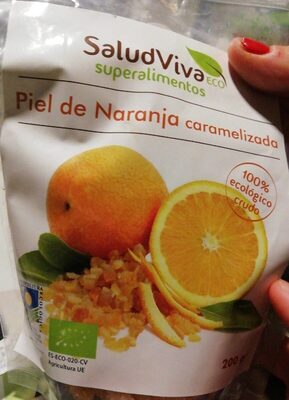 SaludViva ECO
superalimentos
Piel de Naranja caramelizada
100%
ecológico
crudo
200 g
ES-ECO-020-CV
Agricultura UE